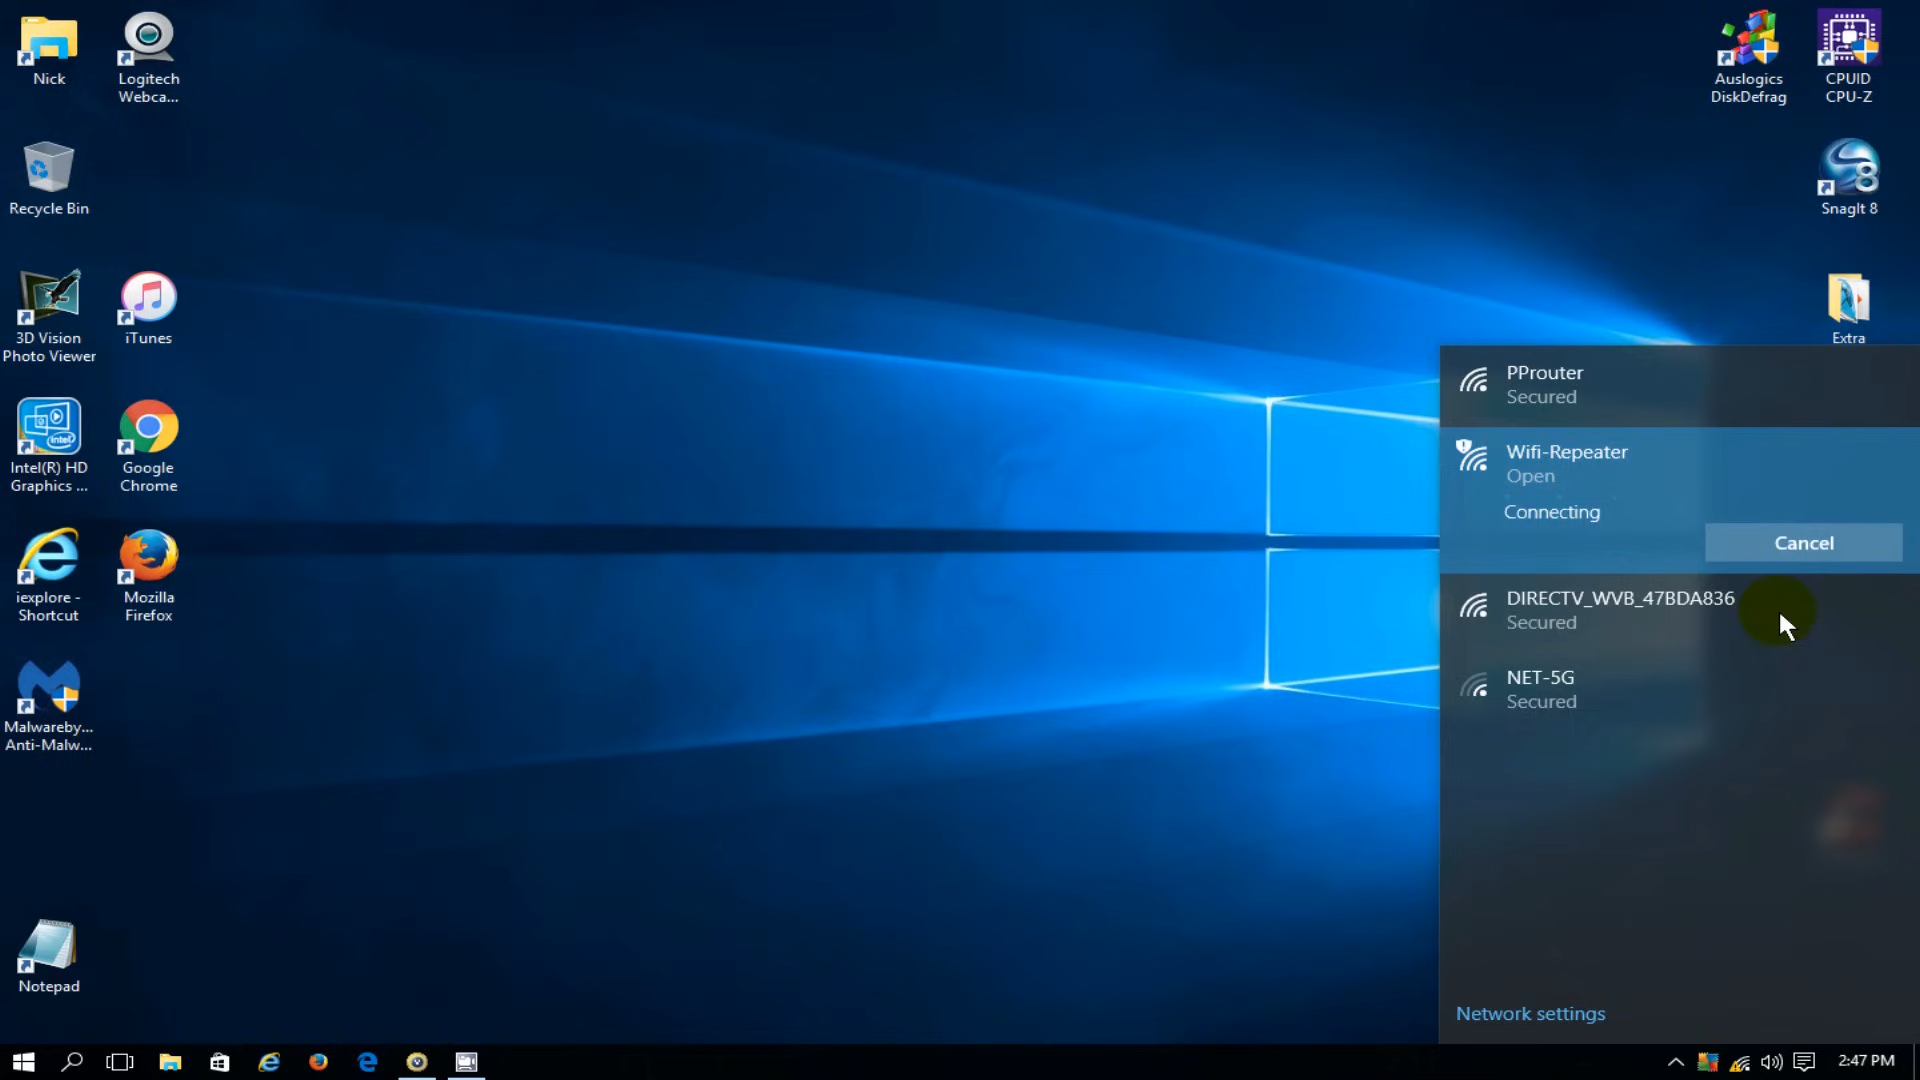 Nick
Logitech
Webca...
Auslogics
DiskDefrag
CPUID
CPU-Z
Recycle Bin
8
SnagIt 8
3D Vision
Photo Viewer
iTunes
Extra
intel
Intel(R) HD
Graphics ...
Google
Chrome
iexplore -
Shortcut
Mozilla
Firefox
Malwareby...
Anti-Malw...
Notepad
PProuter
Secured
Wifi-Repeater
Open
Connecting
Cancel
DIRECTV_WVB_47BDA836
Secured
NET-5G
Secured
Network settings
2:47 PM